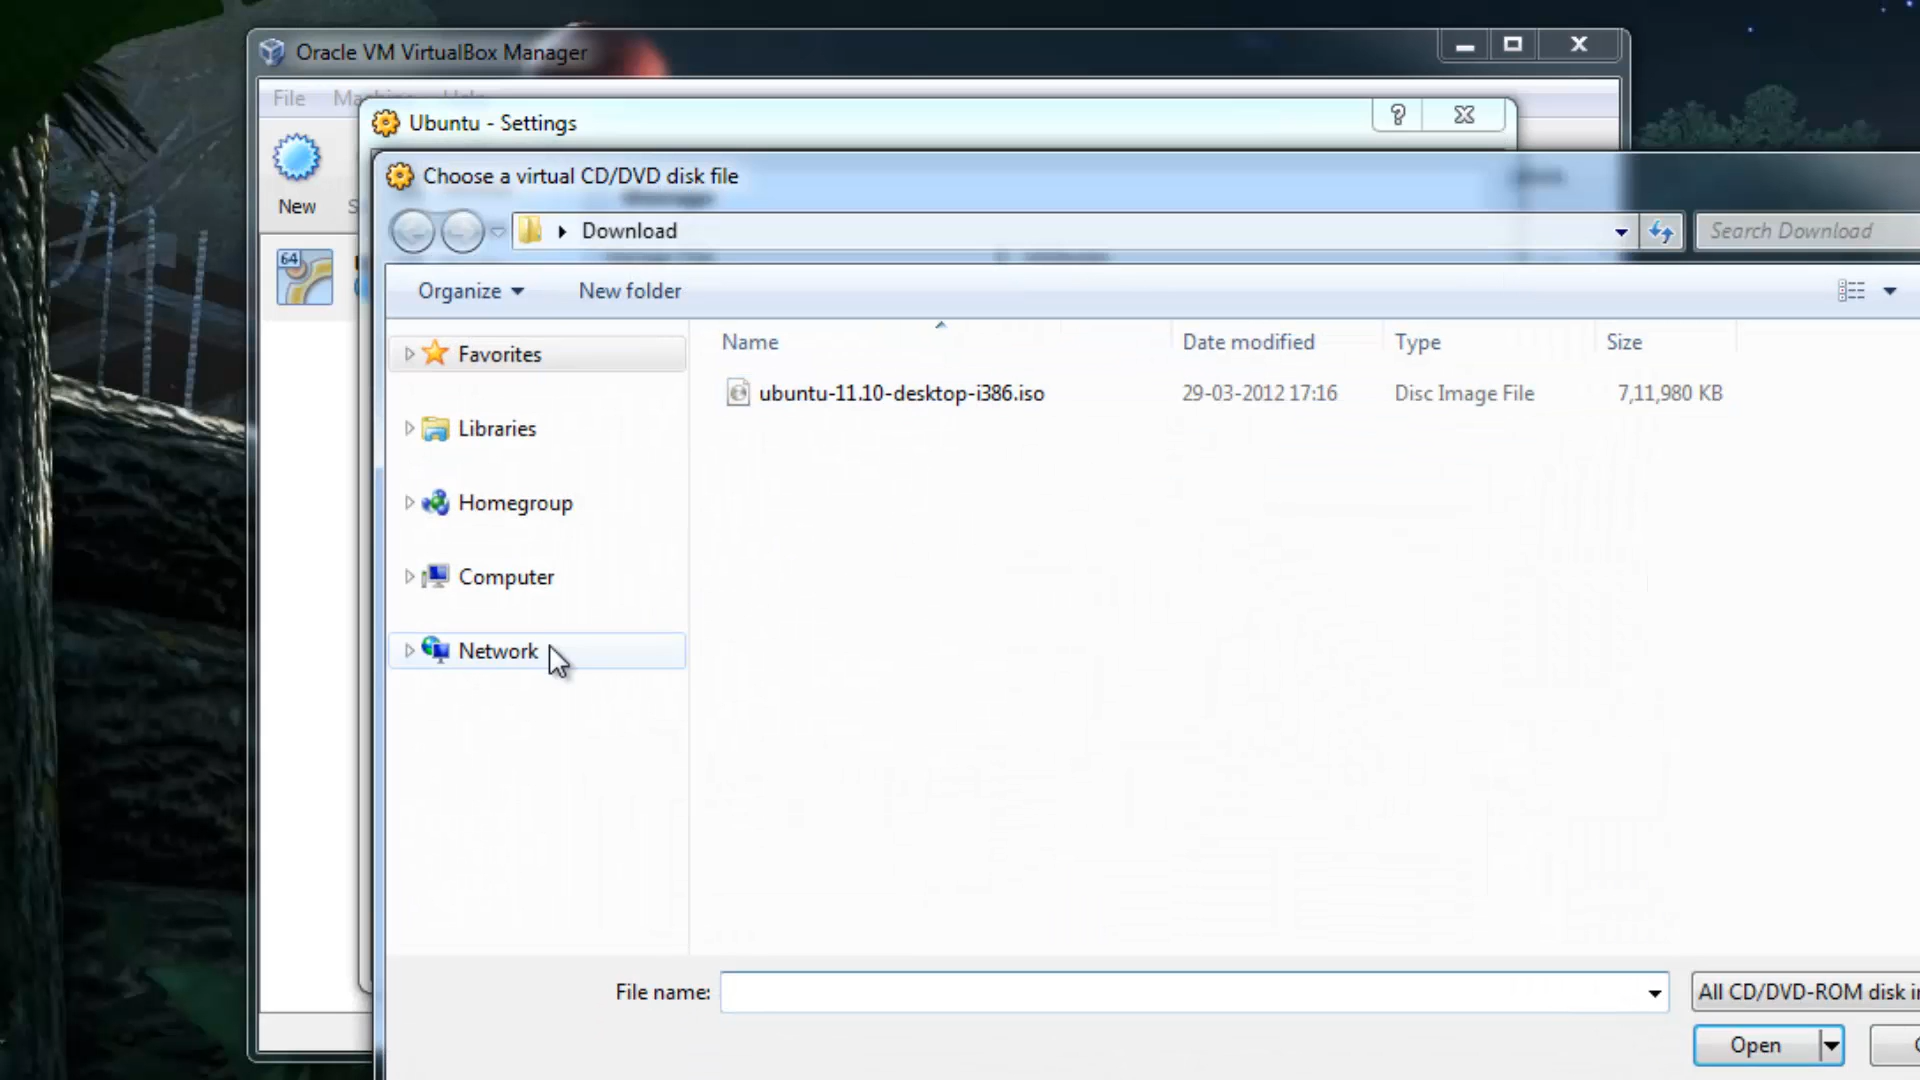 Oracle VM VirtualBox Manager
File
Ubuntu - Settings
Choose a virtual CD/DVD disk file
New
Download
Search Download
64
Organize
New folder
Name
Date modified
Type
Size
Favorites
ubuntu-11.10-desktop-i386.iso
29-03-2012 17:16
Disc Image File
7,11,980 KB
Libraries
Homegroup
Computer
Network
File name:
All CD/DVD-ROM disk i
Open